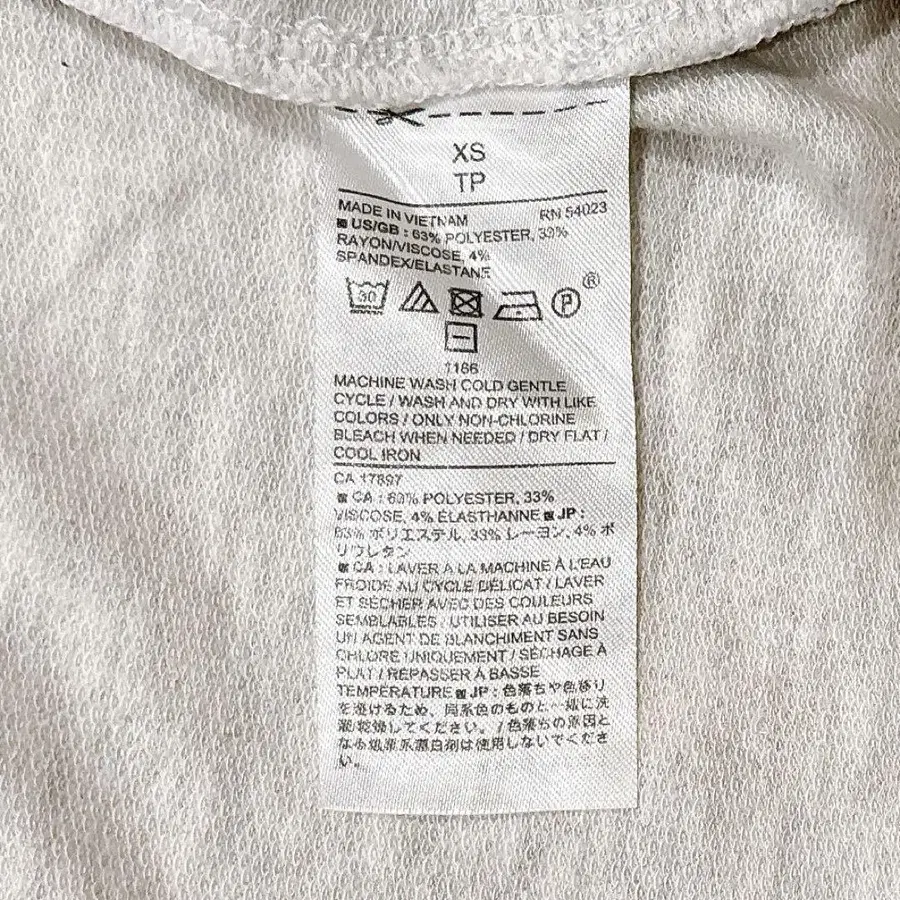 XS
TP
MADE IN VIETNAM RN 54023
US/GB : 63% POLYESTER, 33%
RAYON/VISCOSE, 4%
SPANDEX/ELASTANE
30
P ®
1166
MACHINE WASH COLD GENTLE
CYCLE / WASH AND DRY WITH LIKE
COLORS / ONLY NON-CHLORINE
BLEACH WHEN NEEDED / DRY FLAT /
COOL IRON
CA 17897
CA : 63% POLYESTER, 33%
VISCOSE, 4% ÉLASTHANNE JP :
63% ポリエステル, 33% レーヨン, 4% ポ
リウレタン
CA : LAVER A LA MACHINE À L'EAU
FROIDE AU CYCLE DÉLICAT / LAVER
ET SÉCHER AVEC DES COULEURS
SEMBLABLES / UTILISER AU BESOIN
UN AGENT DE BLANCHIMENT SANS
CHLORE UNIQUEMENT / SÉCHAGE À
PLAT / REPASSER À BASSE
TEMPÉRATURE JP : 色落ちや色移り
を避けるため、同系色のものと一緒に洗
濯/乾燥してください。 / 色落ちの原因と
なる塩素系漂白剤は使用しないでくださ
い。